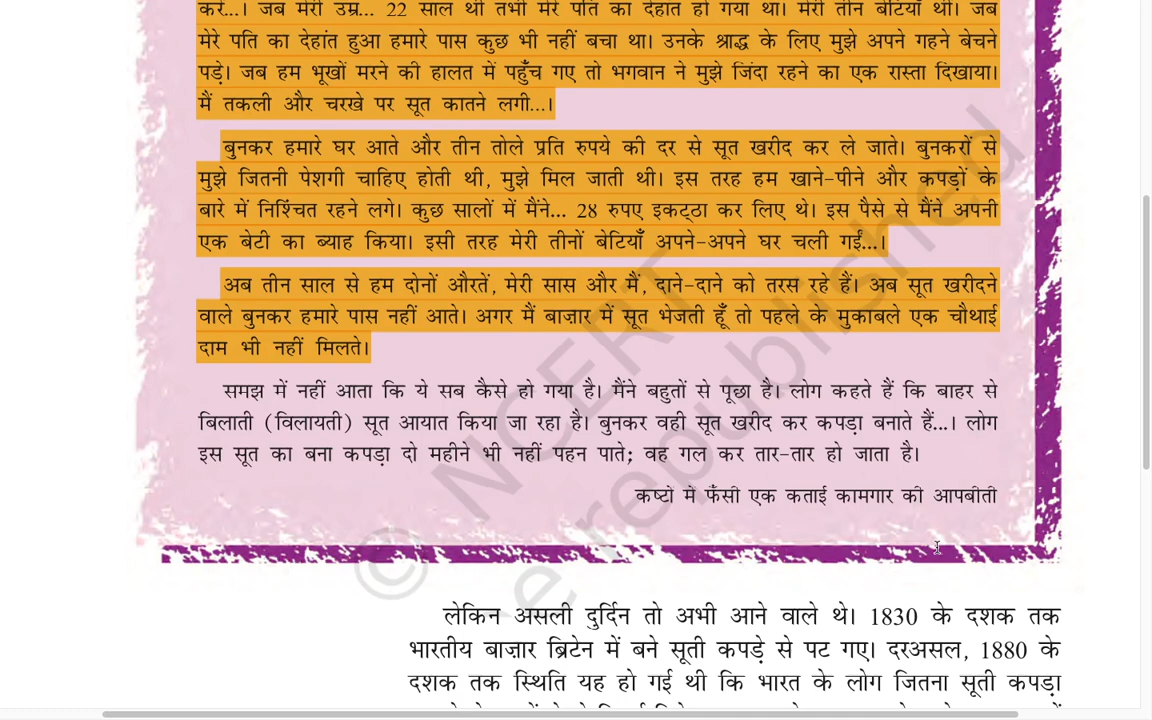 करे...। जब मेरी उम्र... 22 साल थी तभी मेरे पति का देहांत हो गया था। मेरी तीन बेटियाँ थीं। जब
मेरे पति का देहांत हुआ हमारे पास कुछ भी नहीं बचा था। उनके श्राद्ध के लिए मुझे अपने गहने बेचने
पड़े। जब हम भूखों मरने की हालत में पहुँच गए तो भगवान ने मुझे जिंदा रहने का एक रास्ता दिखाया।
मैं तकली और चरखे पर सूत कातने लगी...।
बुनकर हमारे घर आते और तीन तोले प्रति रुपये की दर से सूत खरीद कर ले जाते। बुनकरों से
मुझे जितनी पेशगी चाहिए होती थी, मुझे मिल जाती थी। इस तरह हम खाने-पीने और कपड़ों के
बारे में निश्चिंत रहने लगे। कुछ सालों में मैंने... 28 रुपए इकट्ठा कर लिए थे। इस पैसे से मैंने अपनी
एक बेटी का ब्याह किया। इसी तरह मेरी तीनों बेटियाँ अपने-अपने घर चली गईं...।
अब तीन साल से हम दोनों औरतें, मेरी सास और मैं, दाने-दाने को तरस रहे हैं। अब सूत खरीदने
वाले बुनकर हमारे पास नहीं आते। अगर मैं बाज़ार में सूत भेजती हूँ तो पहले के मुकाबले एक चौथाई
दाम भी नहीं मिलते।
समझ में नहीं आता कि ये सब कैसे हो गया है। मैंने बहुतों से पूछा है। लोग कहते हैं कि बाहर से
बिलाती (विलायती) सूत आयात किया जा रहा है। बुनकर वही सूत खरीद कर कपड़ा बनाते हैं...। लोग
इस सूत का बना कपड़ा दो महीने भी नहीं पहन पाते; वह गल कर तार-तार हो जाता है।
कष्टों में फँसी एक कताई कामगार की आपबीती
© NCERT
e republished
लेकिन असली दुर्दिन तो अभी आने वाले थे। 1830 के दशक तक
भारतीय बाज़ार ब्रिटेन में बने सूती कपड़े से पट गए। दरअसल, 1880 के
दशक तक स्थिति यह हो गई थी कि भारत के लोग जितना सूती कपड़ा